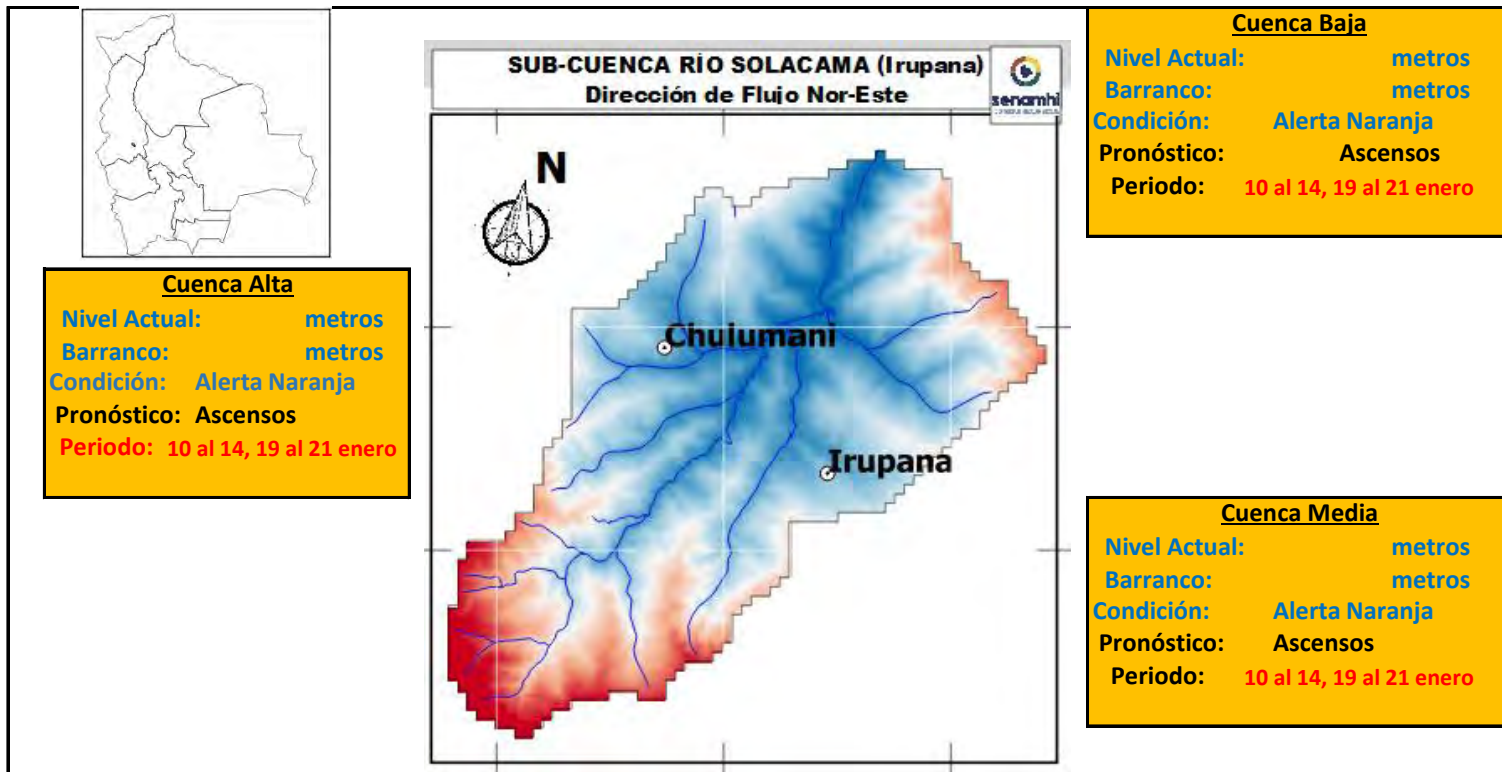 SUB-CUENCA RÍO SOLACAMA (Irupana)
Dirección de Flujo Nor-Este
senamhi
N
Chulumani
Irupana
Cuenca Alta
Nivel Actual: metros
Barranco: metros
Condición: Alerta Naranja
Pronóstico: Ascensos
Periodo: 10 al 14, 19 al 21 enero
Cuenca Baja
Nivel Actual: metros
Barranco: metros
Condición: Alerta Naranja
Pronóstico: Ascensos
Periodo: 10 al 14, 19 al 21 enero
Cuenca Media
Nivel Actual: metros
Barranco: metros
Condición: Alerta Naranja
Pronóstico: Ascensos
Periodo: 10 al 14, 19 al 21 enero